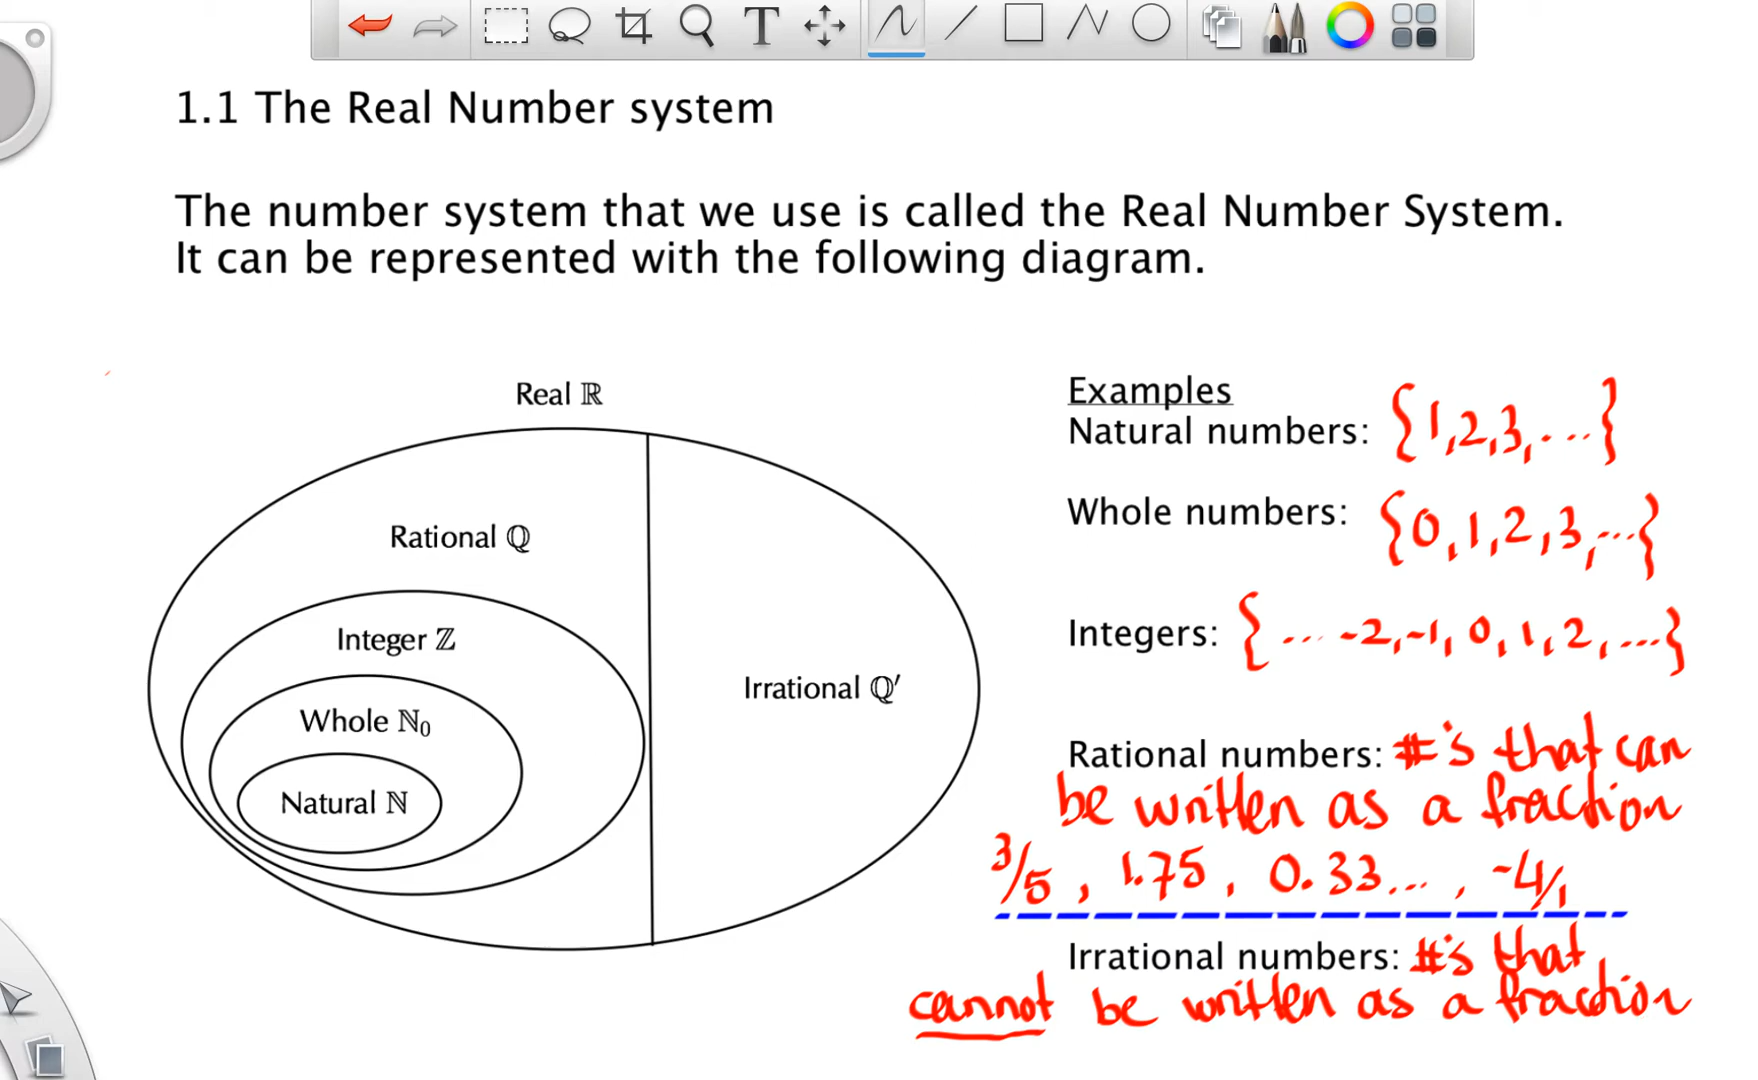 T
1.1 The Real Number system
The number system that we use is called the Real Number System.
It can be represented with the following diagram.
Real ℝ
Rational ℚ
Integer ℤ
Whole ℕ₀
Natural ℕ
Irrational ℚ′
Examples
Natural numbers: {1,2,3,....}
Whole numbers: {0,1,2,3,...}
Integers: {... -2,-1, 0, 1, 2, ...}
Rational numbers: #'s that can
be written as a fraction
3/5 , 1.75 , 0.33... , -4/1
Irrational numbers: #'s that
cannot be written as a fraction